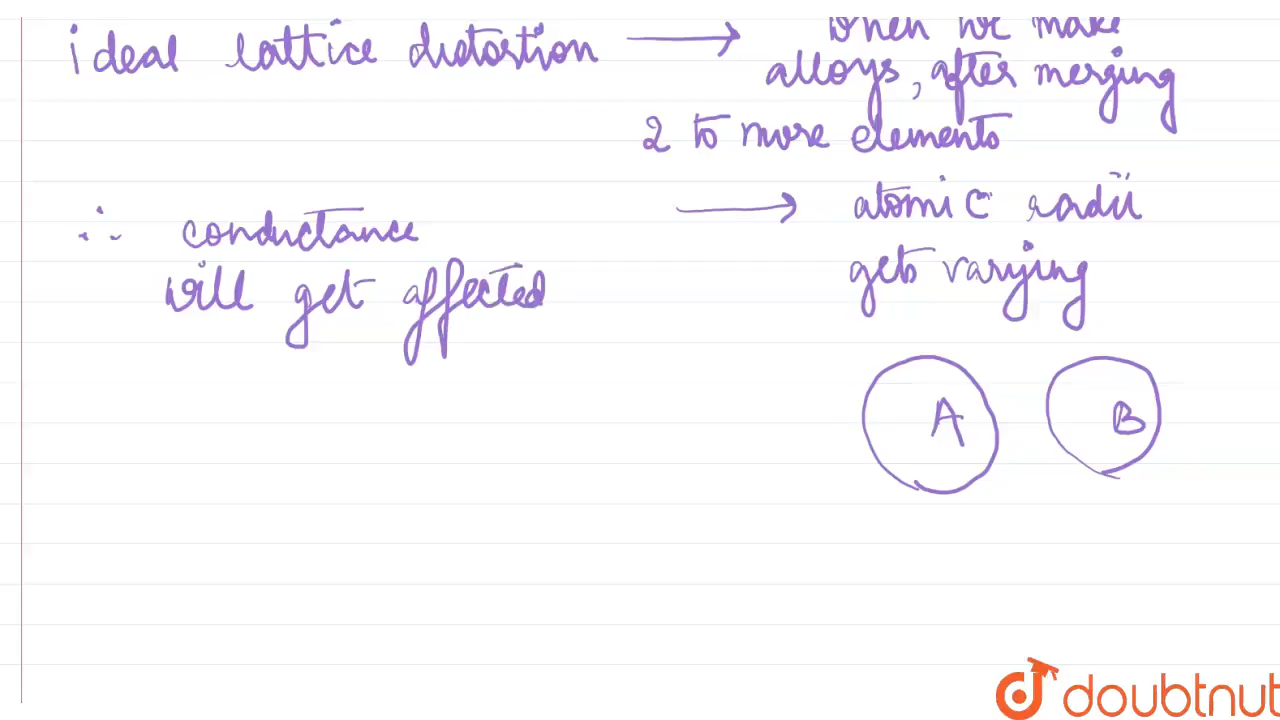 ideal lattice distortion → when we make
alloys, after merging
2 to more elements
→ atomic radii
gets varying
∴ conductance
will get affected
A B
doubtnut